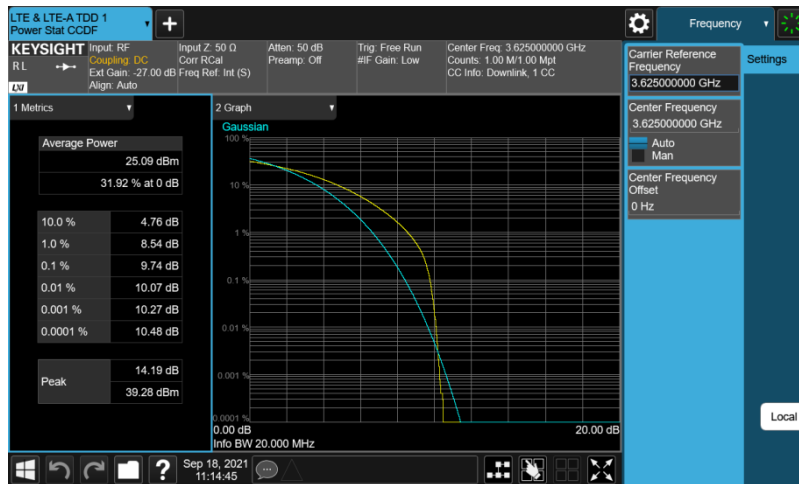 LTE & LTE-A TDD 1
Power Stat CCDF
Frequency
KEYSIGHT
RL
LXI
Input: RF
Coupling: DC
Ext Gain: -27.00 dB
Align: Auto
Input Z: 50 Ω
Corr RCal
Freq Ref: Int (S)
Atten: 50 dB
Preamp: Off
Trig: Free Run
#IF Gain: Low
Center Freq: 3.625000000 GHz
Counts: 1.00 M/1.00 Mpt
CC Info: Downlink, 1 CC
Carrier Reference
Frequency
3.625000000 GHz
Settings
Center Frequency
3.625000000 GHz
Auto
Man
Center Frequency
Offset
0 Hz
Local
1 Metrics
Average Power
25.09 dBm
31.92 % at 0 dB
10.0 % 4.76 dB
1.0 % 8.54 dB
0.1 % 9.74 dB
0.01 % 10.07 dB
0.001 % 10.27 dB
0.0001 % 10.48 dB
Peak
14.19 dB
39.28 dBm
2 Graph
Gaussian
100 %
10 %
1 %
0.1 %
0.01 %
0.001 %
0.0001 %
0.00 dB
20.00 dB
Info BW 20.000 MHz
?
Sep 18, 2021
11:14:45